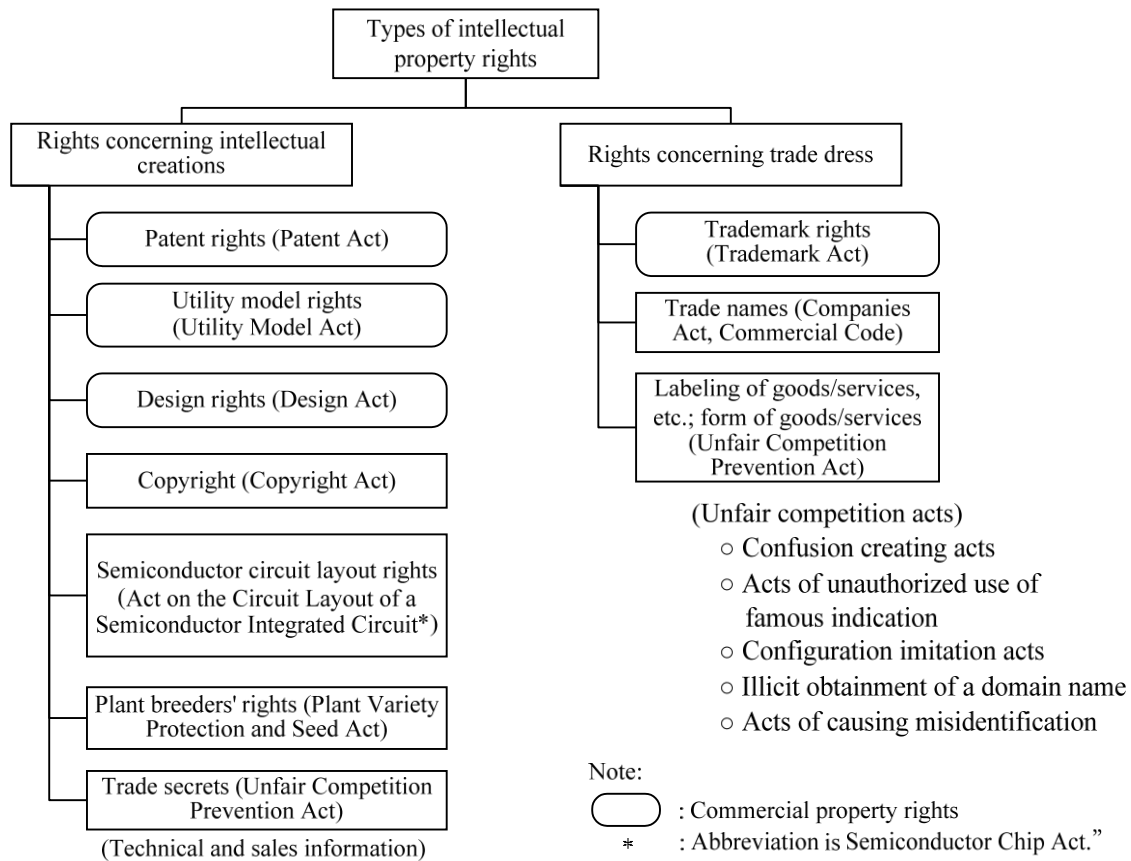 Types of intellectual
property rights
Rights concerning intellectual
creations
Patent rights (Patent Act)
Utility model rights
(Utility Model Act)
Design rights (Design Act)
Copyright (Copyright Act)
Semiconductor circuit layout rights
(Act on the Circuit Layout of a
Semiconductor Integrated Circuit*)
Plant breeders' rights (Plant Variety
Protection and Seed Act)
Trade secrets (Unfair Competition
Prevention Act)
(Technical and sales information)
Rights concerning trade dress
Trademark rights
(Trademark Act)
Trade names (Companies
Act, Commercial Code)
Labeling of goods/services,
etc.; form of goods/services
(Unfair Competition
Prevention Act)
(Unfair competition acts)
○ Confusion creating acts
○ Acts of unauthorized use of
famous indication
○ Configuration imitation acts
○ Illicit obtainment of a domain name
○ Acts of causing misidentification
Note:
: Commercial property rights
* : Abbreviation is Semiconductor Chip Act.”